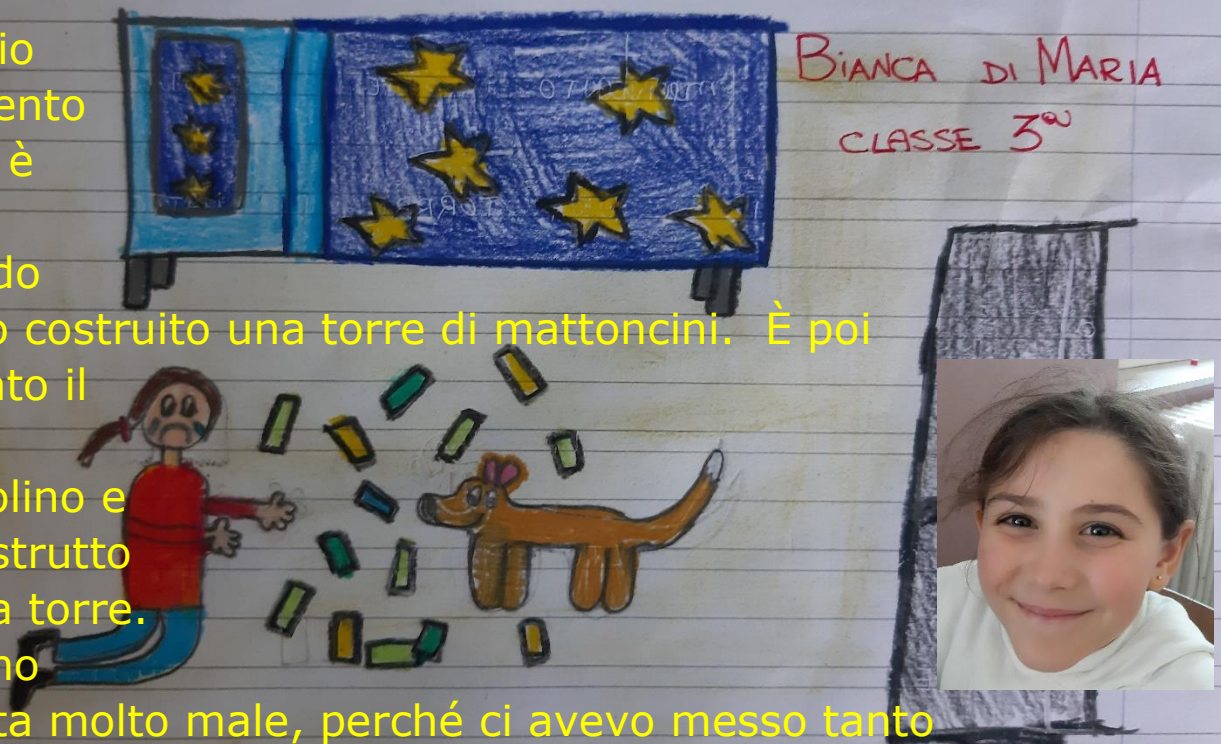 io
ento
è
do
o costruito una torre di mattoncini. È poi
to il
olino e
strutto
a torre.
no
ta molto male, perché ci avevo messo tanto
BIANCA DI MARIA
CLASSE 3ª